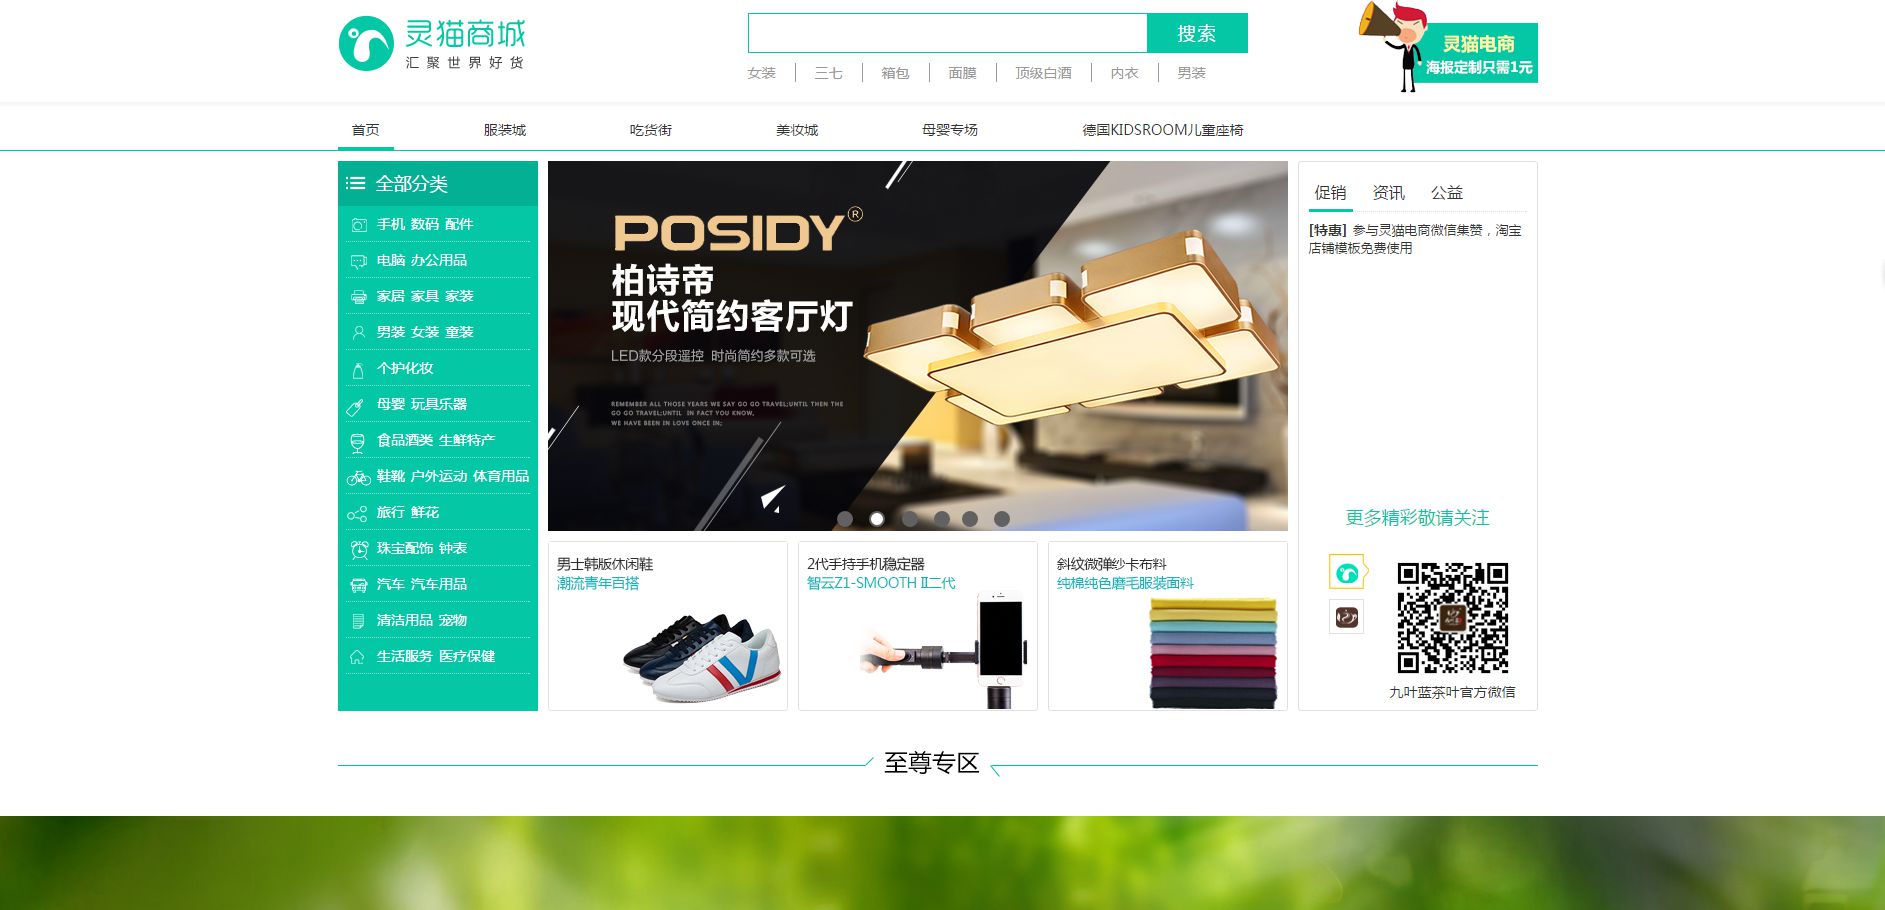 灵猫商城
汇聚世界好货
搜索
女装 三七 箱包 面膜 顶级白酒 内衣 男装
灵猫电商
海报定制只需1元
首页 服装城 吃货街 美妆城 母婴专场 德国KIDSROOM儿童座椅
全部分类
手机 数码 配件
电脑 办公用品
家居 家具 家装
男装 女装 童装
个护化妆
母婴 玩具乐器
食品酒类 生鲜特产
鞋靴 户外运动 体育用品
旅行 鲜花
珠宝配饰 钟表
汽车 汽车用品
清洁用品 宠物
生活服务 医疗保健
POSIDY®
柏诗帝
现代简约客厅灯
LED款分段遥控 时尚简约多款可选
REMEMBER ALL THOSE YEARS WE SAY GO GO TRAVEL;UNTIL THEN THE
GO GO TRAVEL;UNTIL IN FACT YOU KNOW,
WE HAVE BEEN IN LOVE ONCE IN;
男士韩版休闲鞋
潮流青年百搭
2代手持手机稳定器
智云Z1-SMOOTH II二代
斜纹微弹纱卡布料
纯棉纯色磨毛服装面料
促销 资讯 公益
[特惠] 参与灵猫电商微信集赞，淘宝
店铺模板免费使用
更多精彩敬请关注
九叶蓝茶叶官方微信
至尊专区